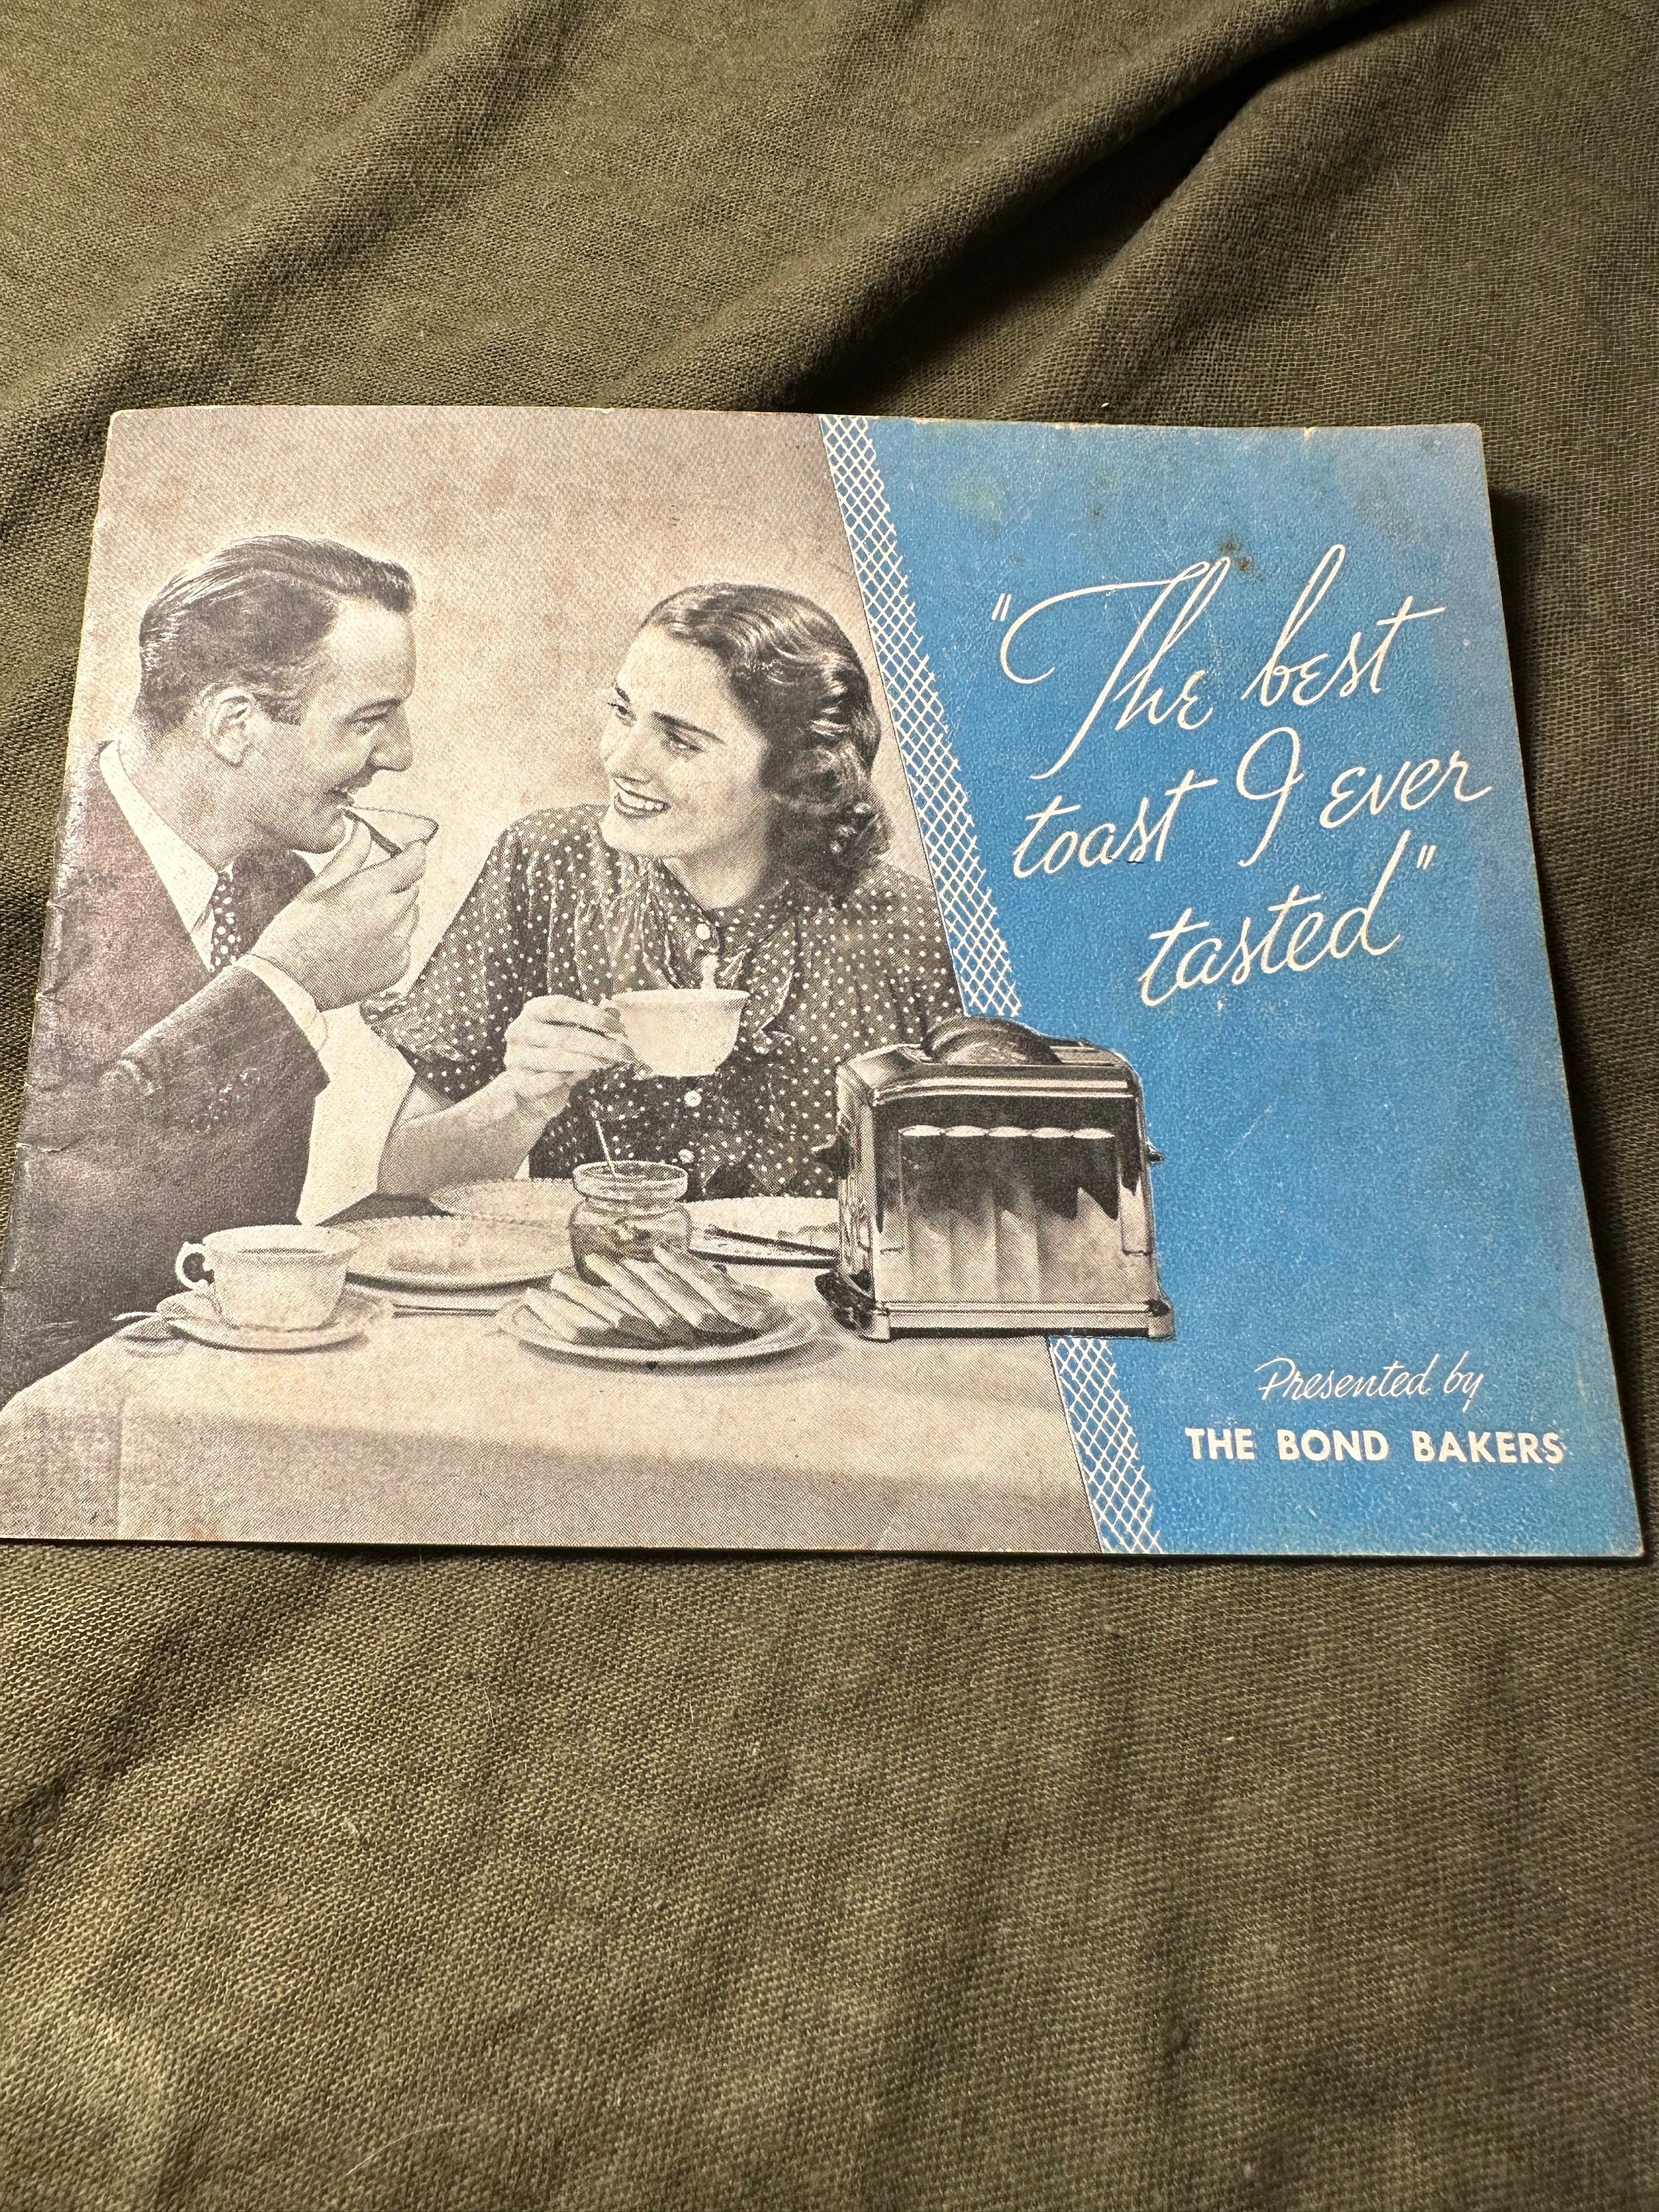 "The best
toast I ever
tasted"
Presented by
THE BOND BAKERS